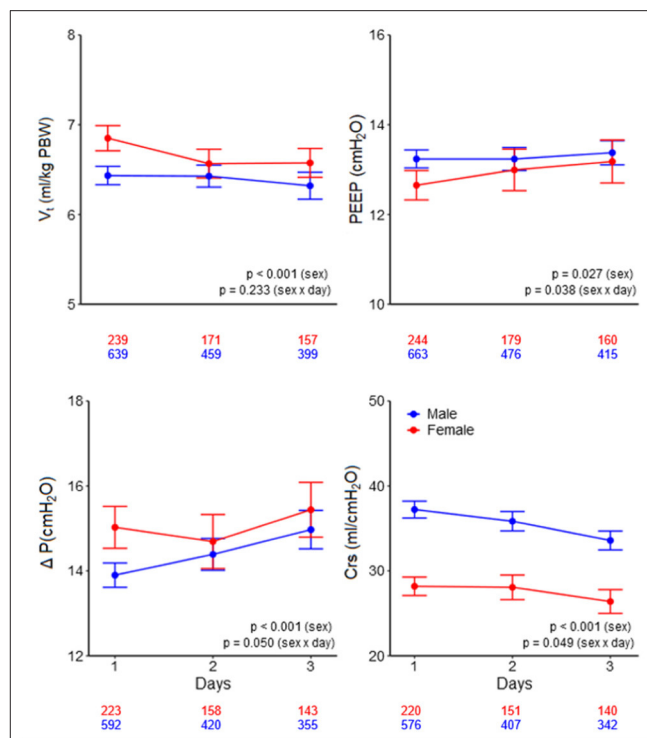 8
7
6
5
V_t (ml/kg PBW)
p < 0.001 (sex)
p = 0.233 (sex x day)
239 171 157
639 459 399
16
14
12
10
PEEP (cmH₂O)
p = 0.027 (sex)
p = 0.038 (sex x day)
244 179 160
663 476 415
18
16
14
12
Δ P(cmH₂O)
p < 0.001 (sex)
p = 0.050 (sex x day)
1 2 3
Days
223 158 143
592 420 355
50
40
30
20
Crs (ml/cmH₂O)
Male
Female
p < 0.001 (sex)
p = 0.049 (sex x day)
1 2 3
Days
220 151 140
576 407 342